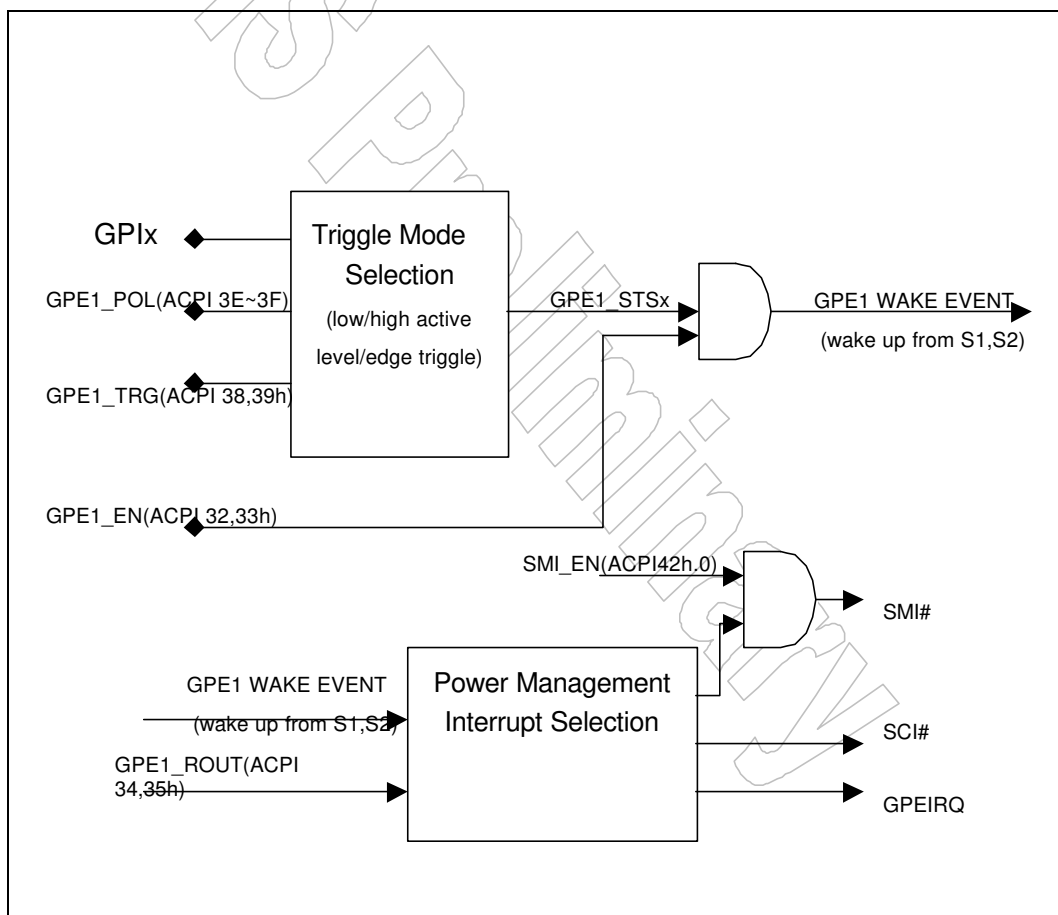 S Preliminary
GPIx
Triggle Mode
Selection
(low/high active
level/edge triggle)
GPE1_POL(ACPI 3E~3F)
GPE1_TRG(ACPI 38,39h)
GPE1_STSx
GPE1 WAKE EVENT
(wake up from S1,S2)
GPE1_EN(ACPI 32,33h)
SMI_EN(ACPI42h.0)
SMI#
GPE1 WAKE EVENT
(wake up from S1,S2)
GPE1_ROUT(ACPI
34,35h)
Power Management
Interrupt Selection
SCI#
GPEIRQ